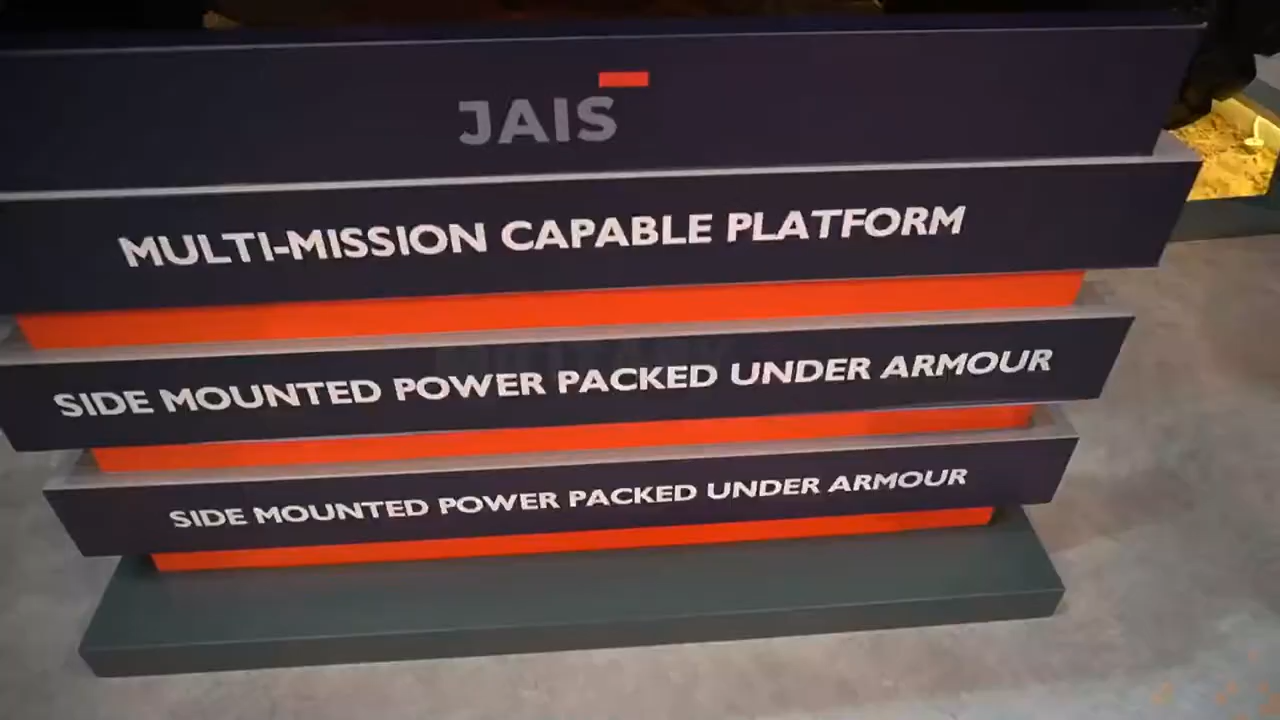 JAIS
MULTI-MISSION CAPABLE PLATFORM
SIDE MOUNTED POWER PACKED UNDER ARMOUR
SIDE MOUNTED POWER PACKED UNDER ARMOUR